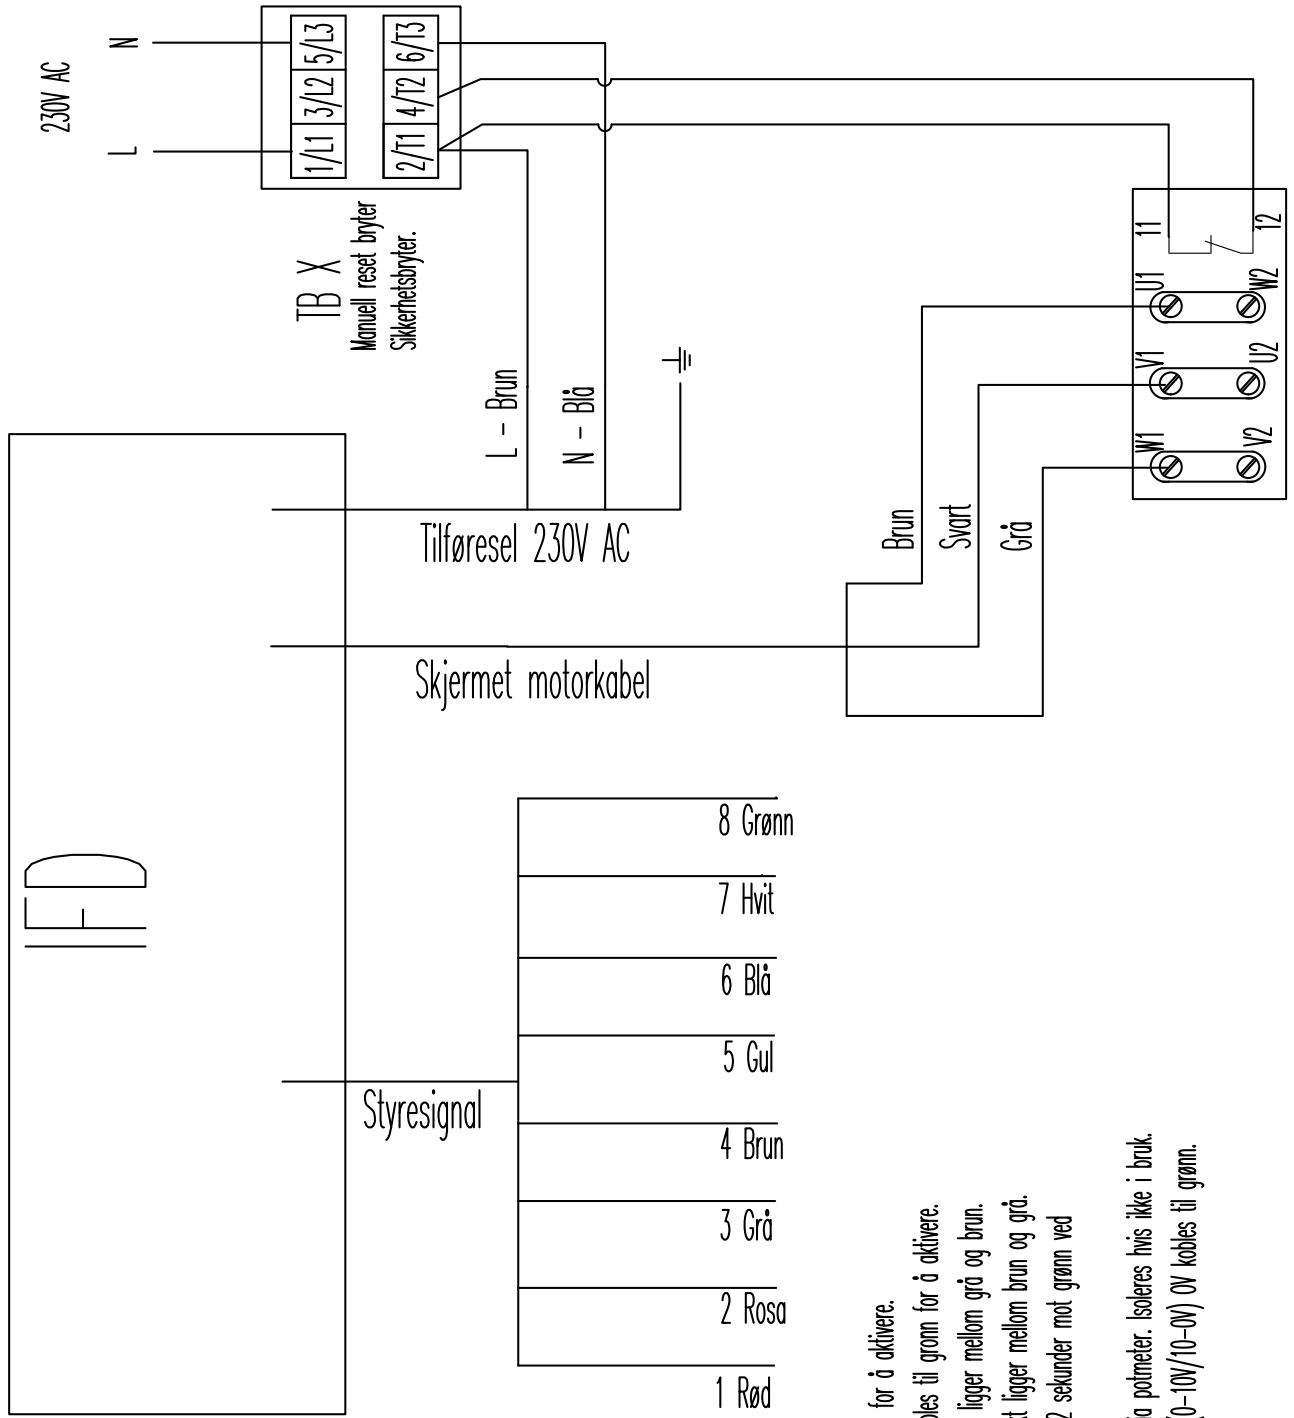 230V AC
N
L
5/L3
3/L2
1/L1
6/T3
4/T2
2/T1
TB X
Manuell reset bryter
Sikkerhetsbryter.
L - Brun
N - Blå
Tilføresel 230V AC
Skjermet motorkabel
Styresignal
IFD
Brun
Svart
Grå
11
12
U1
W2
V1
U2
W1
V2
8 Grønn
7 Hvit
6 Blå
5 Gul
4 Brun
3 Grå
2 Rosa
1 Rød
for å aktivere.
til gronn for å aktivere.
ligger mellom grå og brun.
ligger mellom brun og grå.
2 sekunder mot grønn ved
potmeter. Isoleres hvis ikke i bruk.
(0-10V/10-0V) 0V kobles til grønn.